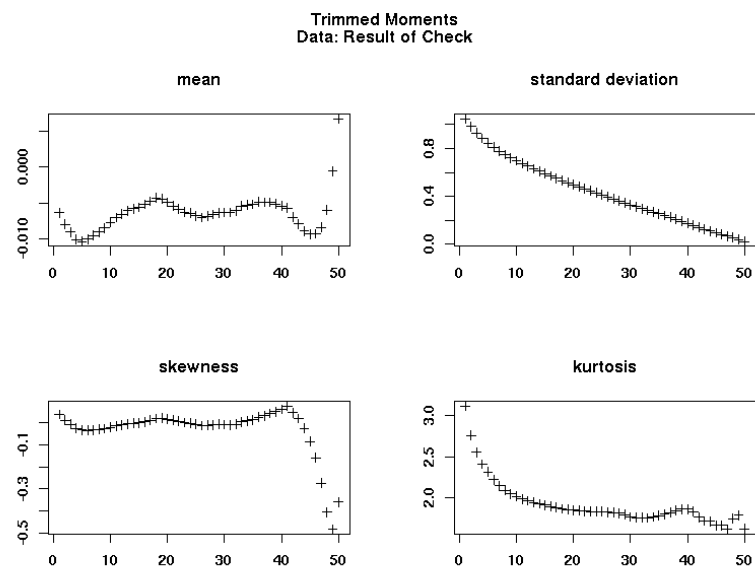 Trimmed Moments
Data: Result of Check
mean
0.000
-0.010
0 10 20 30 40 50
standard deviation
0.8
0.4
0.0
0 10 20 30 40 50
skewness
-0.1
-0.3
-0.5
0 10 20 30 40 50
kurtosis
3.0
2.5
2.0
0 10 20 30 40 50